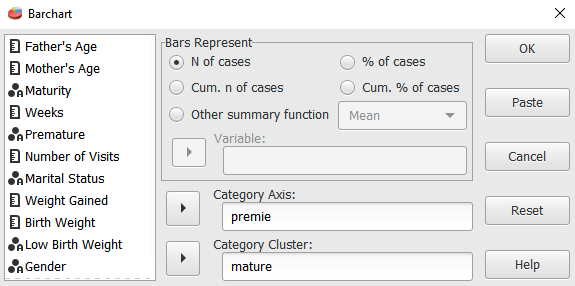 Barchart
Father's Age
Mother's Age
Maturity
Weeks
Premature
Number of Visits
Marital Status
Weight Gained
Birth Weight
Low Birth Weight
Gender
Bars Represent
N of cases
% of cases
Cum. n of cases
Cum. % of cases
Other summary function
Mean
Variable:
Category Axis:
premie
Category Cluster:
mature
OK
Paste
Cancel
Reset
Help